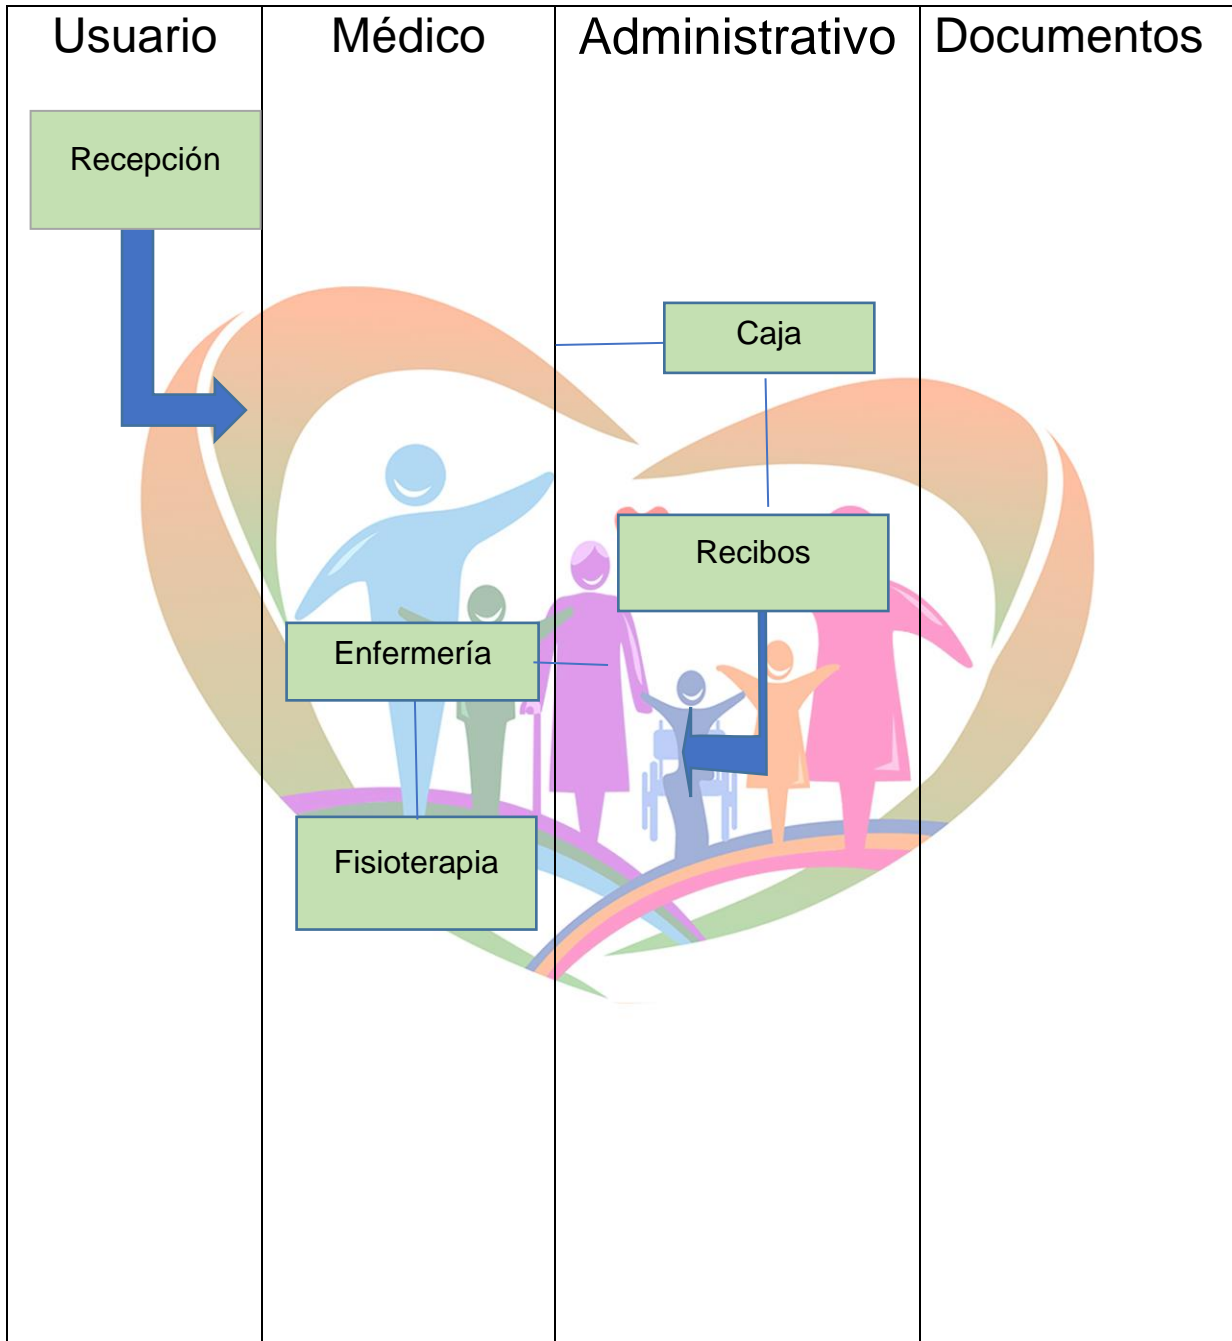 Usuario
Médico
Administrativo
Documentos
Recepción
Caja
Recibos
Enfermería
Fisioterapia